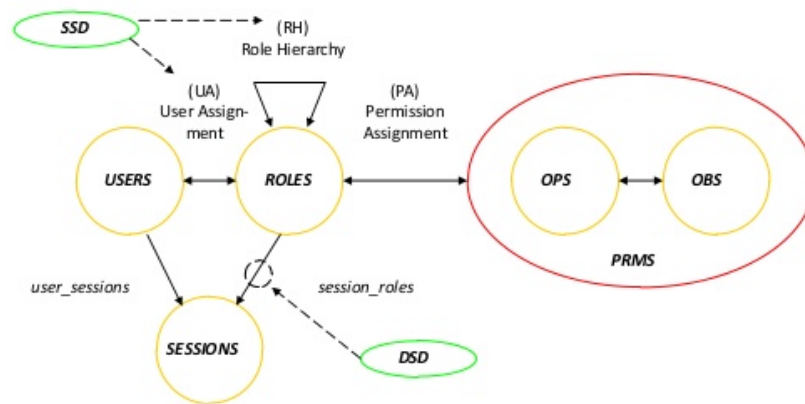 SSD
(RH)
Role Hierarchy
(UA)
User Assign-
ment
(PA)
Permission
Assignment
USERS
ROLES
OPS
OBS
PRMS
user_sessions
session_roles
SESSIONS
DSD